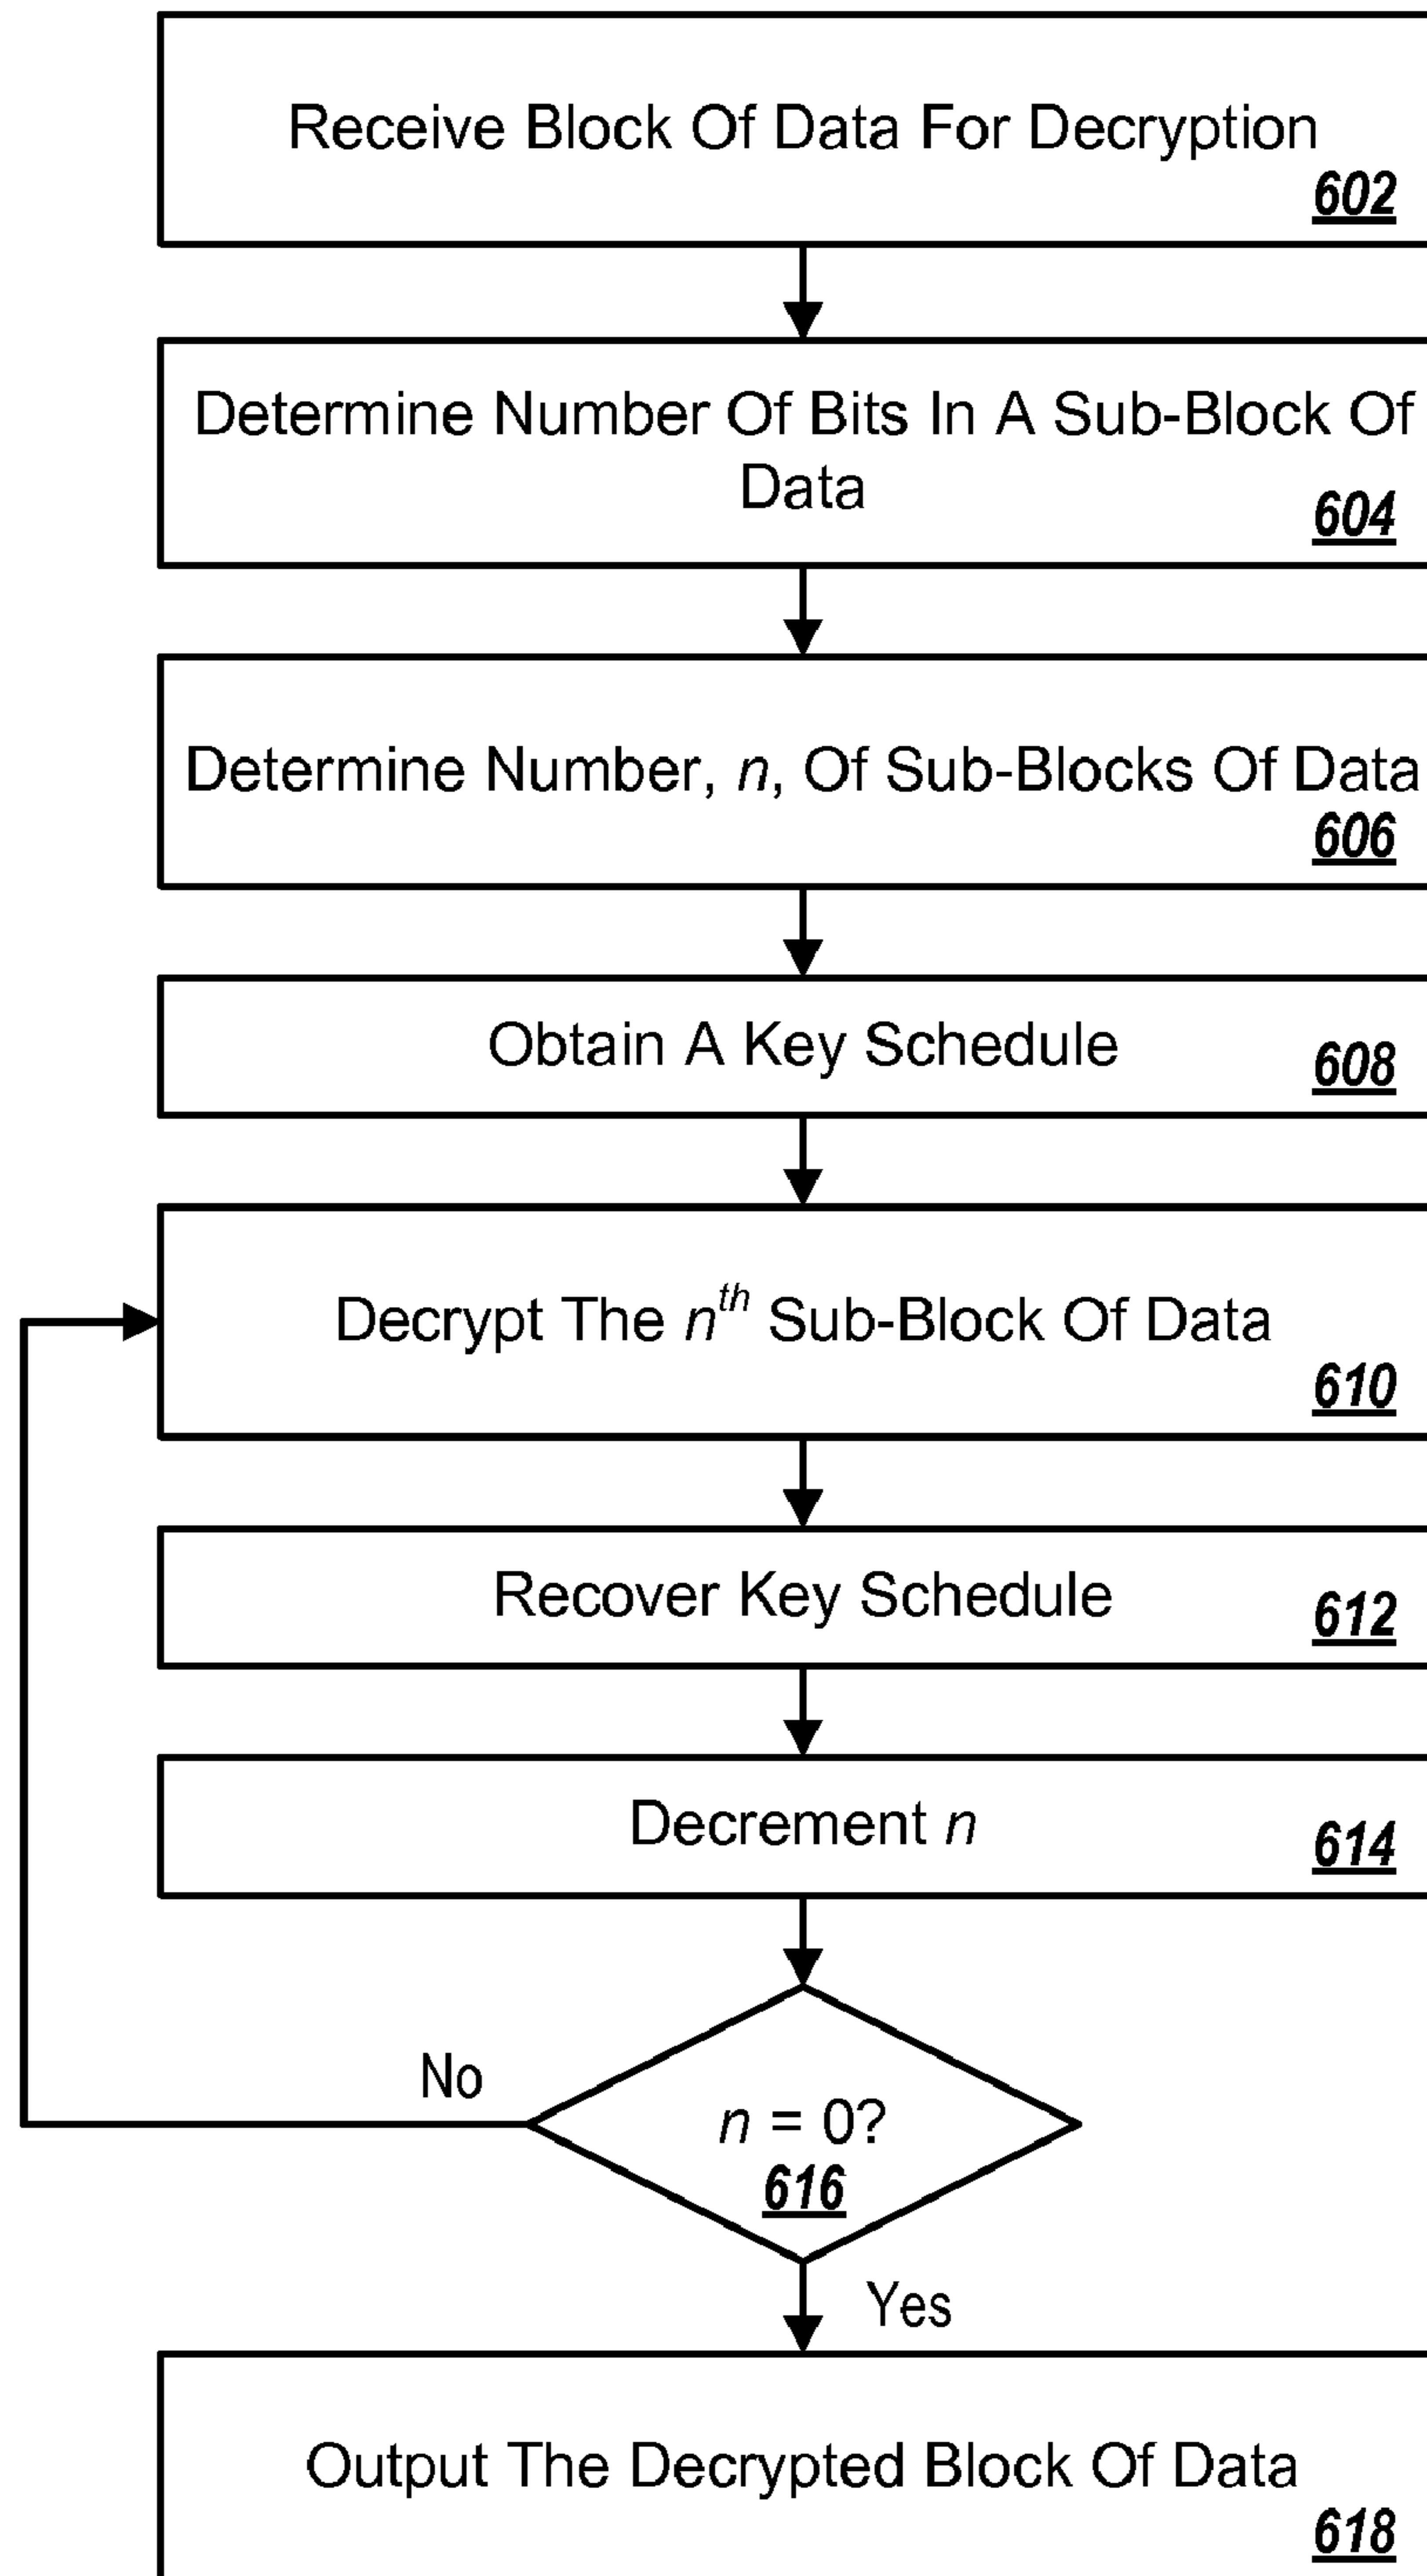 Receive Block Of Data For Decryption
602
Determine Number Of Bits In A Sub-Block Of
Data
604
Determine Number, n, Of Sub-Blocks Of Data
606
Obtain A Key Schedule
608
Decrypt The nth Sub-Block Of Data
610
Recover Key Schedule
612
Decrement n
614
No
n = 0?
616
Yes
Output The Decrypted Block Of Data
618